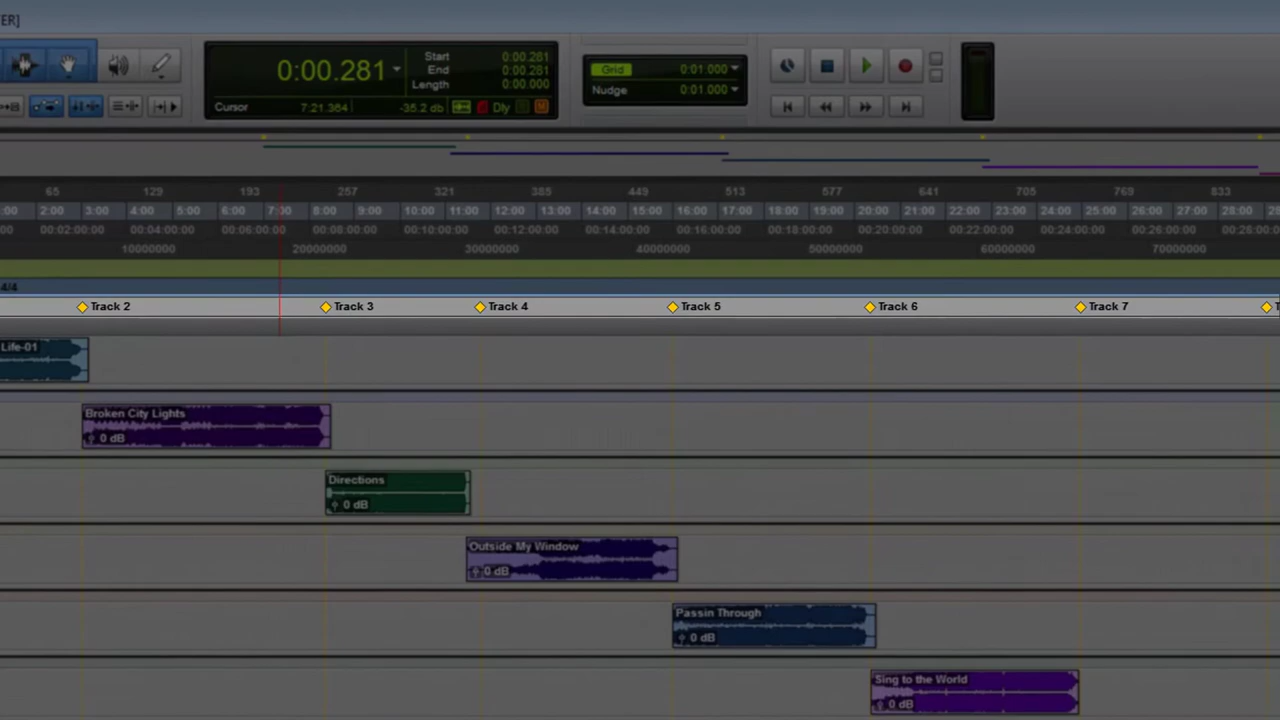 ER]
0:00.281
Start 0:00.281
End 0:00.281
Length 0:00.000
Cursor 7:21.364 -35.2 db Dly
Grid 0:01.000
Nudge 0:01.000
65 129 193 257 321 385 449 513 577 641 705 769 833
:00 2:00 3:00 4:00 5:00 6:00 7:00 8:00 9:00 10:00 11:00 12:00 13:00 14:00 15:00 16:00 17:00 18:00 19:00 20:00 21:00 22:00 23:00 24:00 25:00 26:00 27:00 28:00
:00 00:02:00:00 00:04:00:00 00:06:00:00 00:08:00:00 00:10:00:00 00:12:00:00 00:14:00:00 00:16:00:00 00:18:00:00 00:20:00:00 00:22:00:00 00:24:00:00 00:26:00:00 00:28:00:0
10000000 20000000 30000000 40000000 50000000 60000000 70000000
4/4
Track 2 Track 3 Track 4 Track 5 Track 6 Track 7 T
Life-01
Broken City Lights
0 dB
Directions
0 dB
Outside My Window
0 dB
Passin Through
0 dB
Sing to the World
0 dB